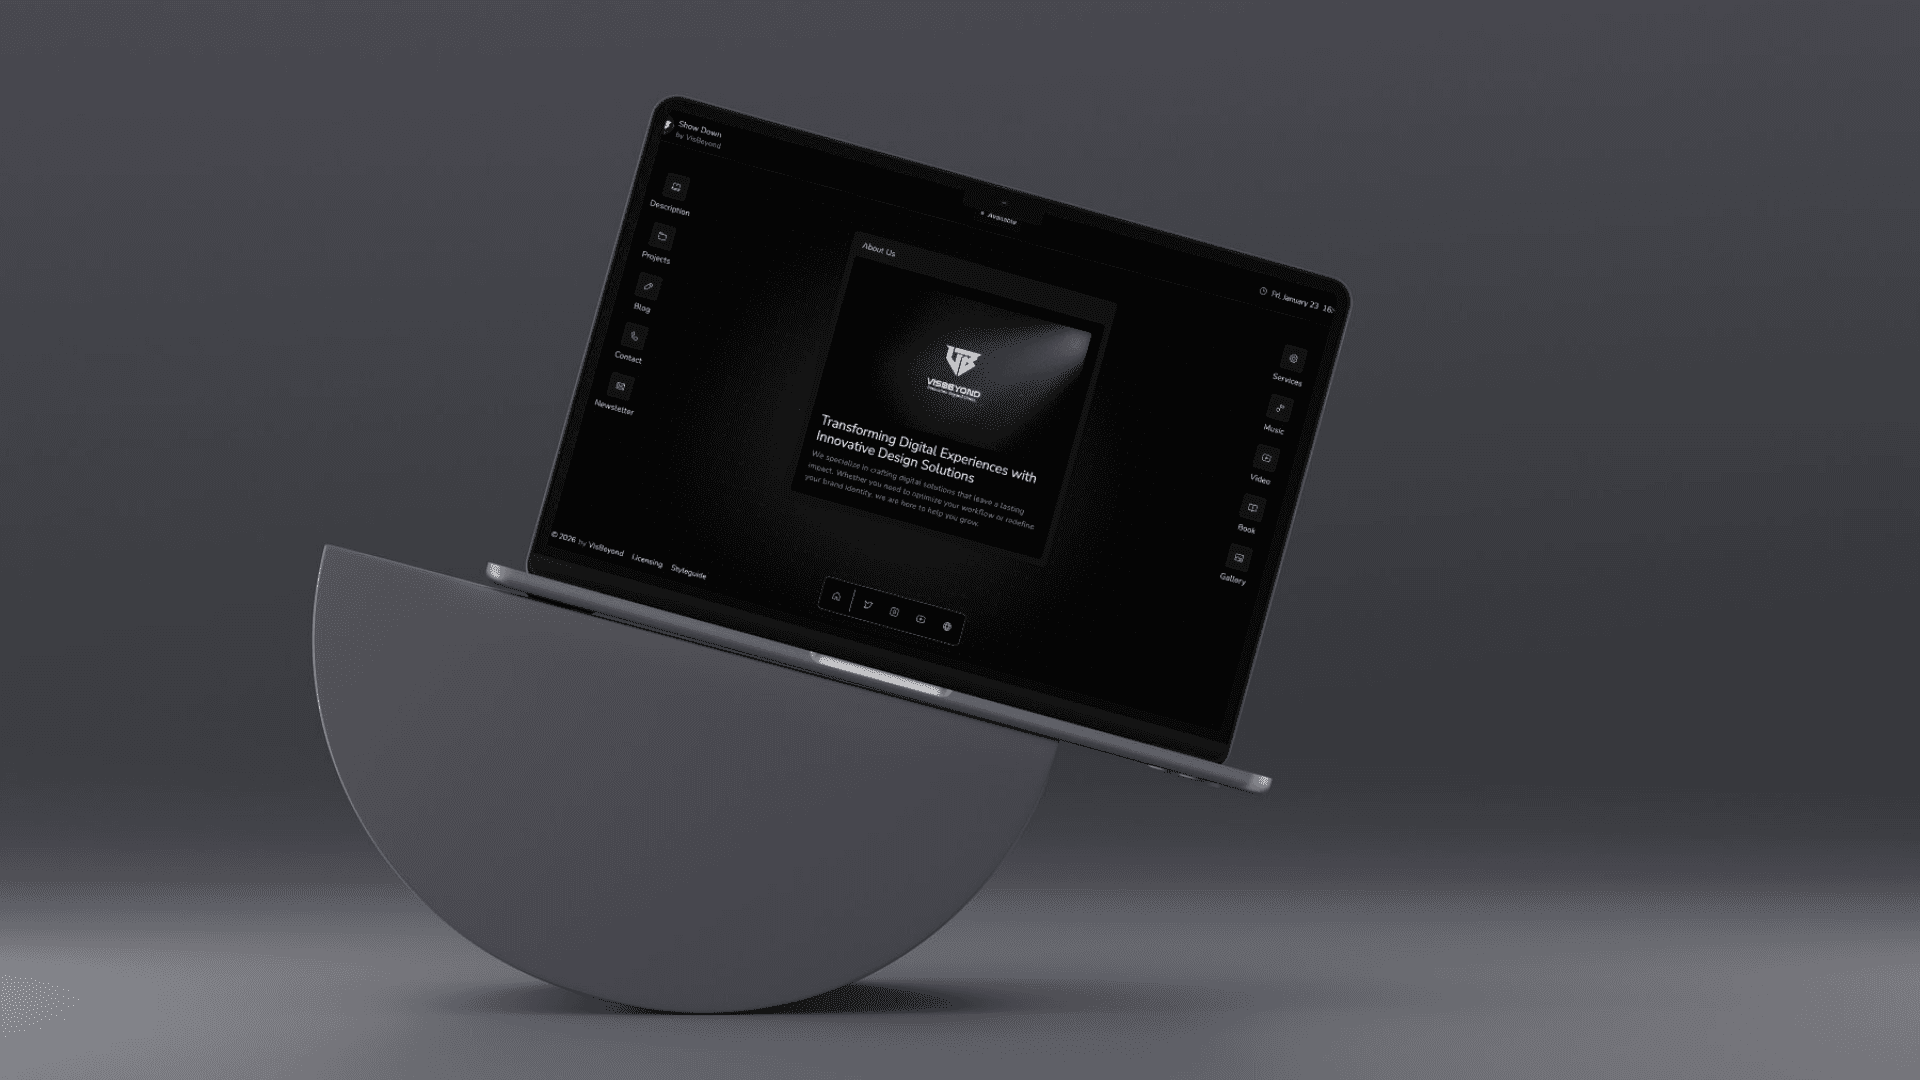 Show Down
by VisBeyond
Available
Fri, January 23 16:
Description
Projects
Blog
Contact
Newsletter
About Us
VISBEYOND
Transforming Digital Experiences with
Innovative Design Solutions
We specialize in crafting digital solutions that leave a lasting
impact. Whether you need to optimize your workflow or redefine
your brand identity, we are here to help you grow.
Services
Music
Video
Book
Gallery
© 2026 by VisBeyond Licensing Styleguide